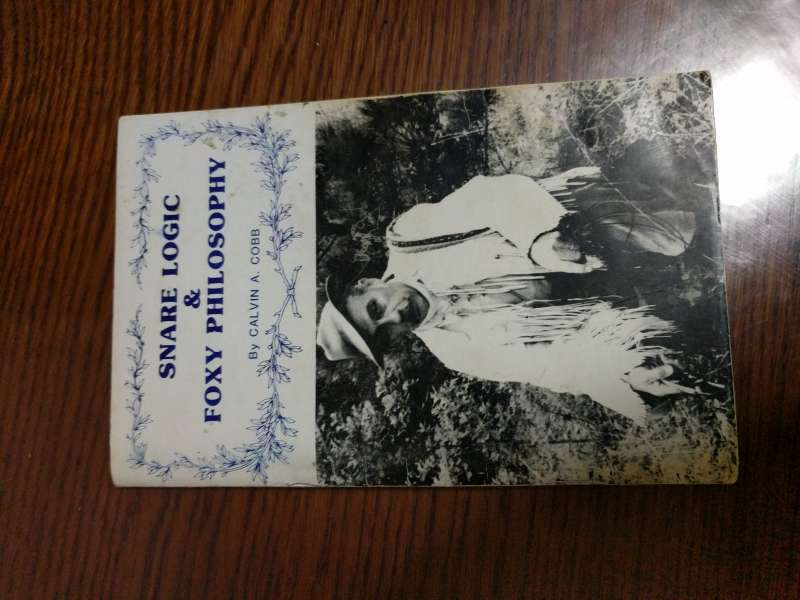 SNARE LOGIC
&
FOXY PHILOSOPHY
By CALVIN A. COBB